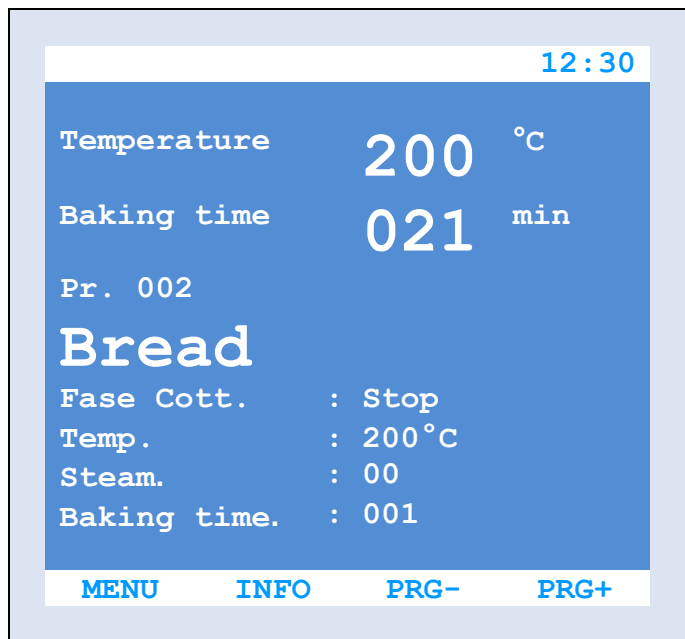 12:30
Temperature 200 °C
Baking time 021 min
Pr. 002
Bread
Fase Cott. : Stop
Temp. : 200°C
Steam. : 00
Baking time. : 001
MENU INFO PRG- PRG+